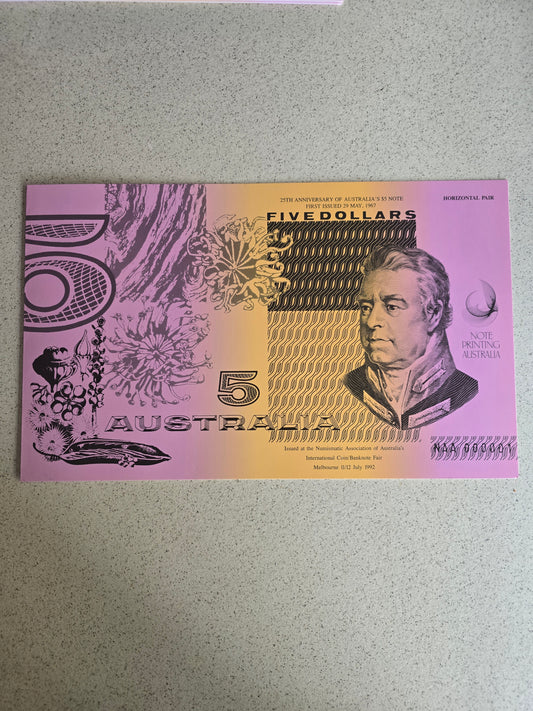 25TH ANNIVERSARY OF AUSTRALIA'S $5 NOTE
FIRST ISSUED 29 MAY, 1967
HORIZONTAL PAIR
FIVE DOLLARS
NOTE
PRINTING
AUSTRALIA
5
AUSTRALIA
Issued at the Numismatic Association of Australia's
International Coin/Banknote Fair
Melbourne 11/12 July 1992
NAA 000001